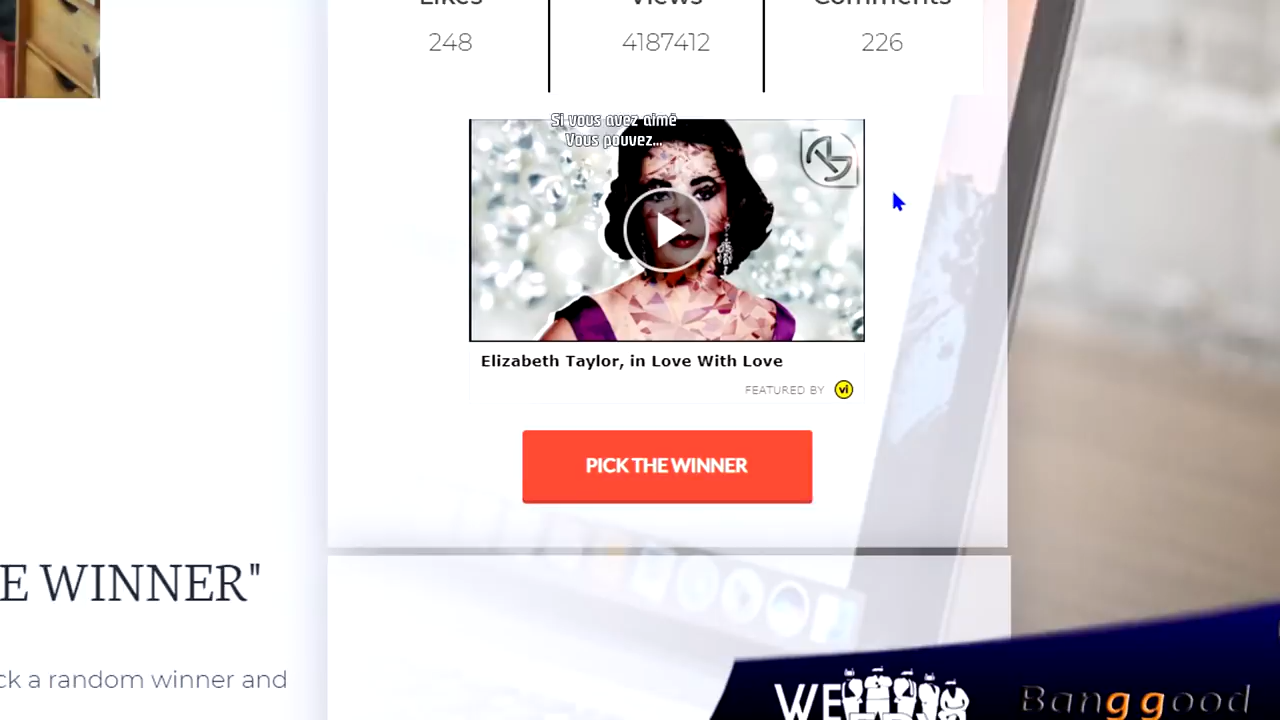 Likes
Views
Comments
248
4187412
226
Si vous avez aimé
Vous pouvez...
Elizabeth Taylor, in Love With Love
FEATURED BY vi
PICK THE WINNER
E WINNER"
ck a random winner and
WE
Banggood